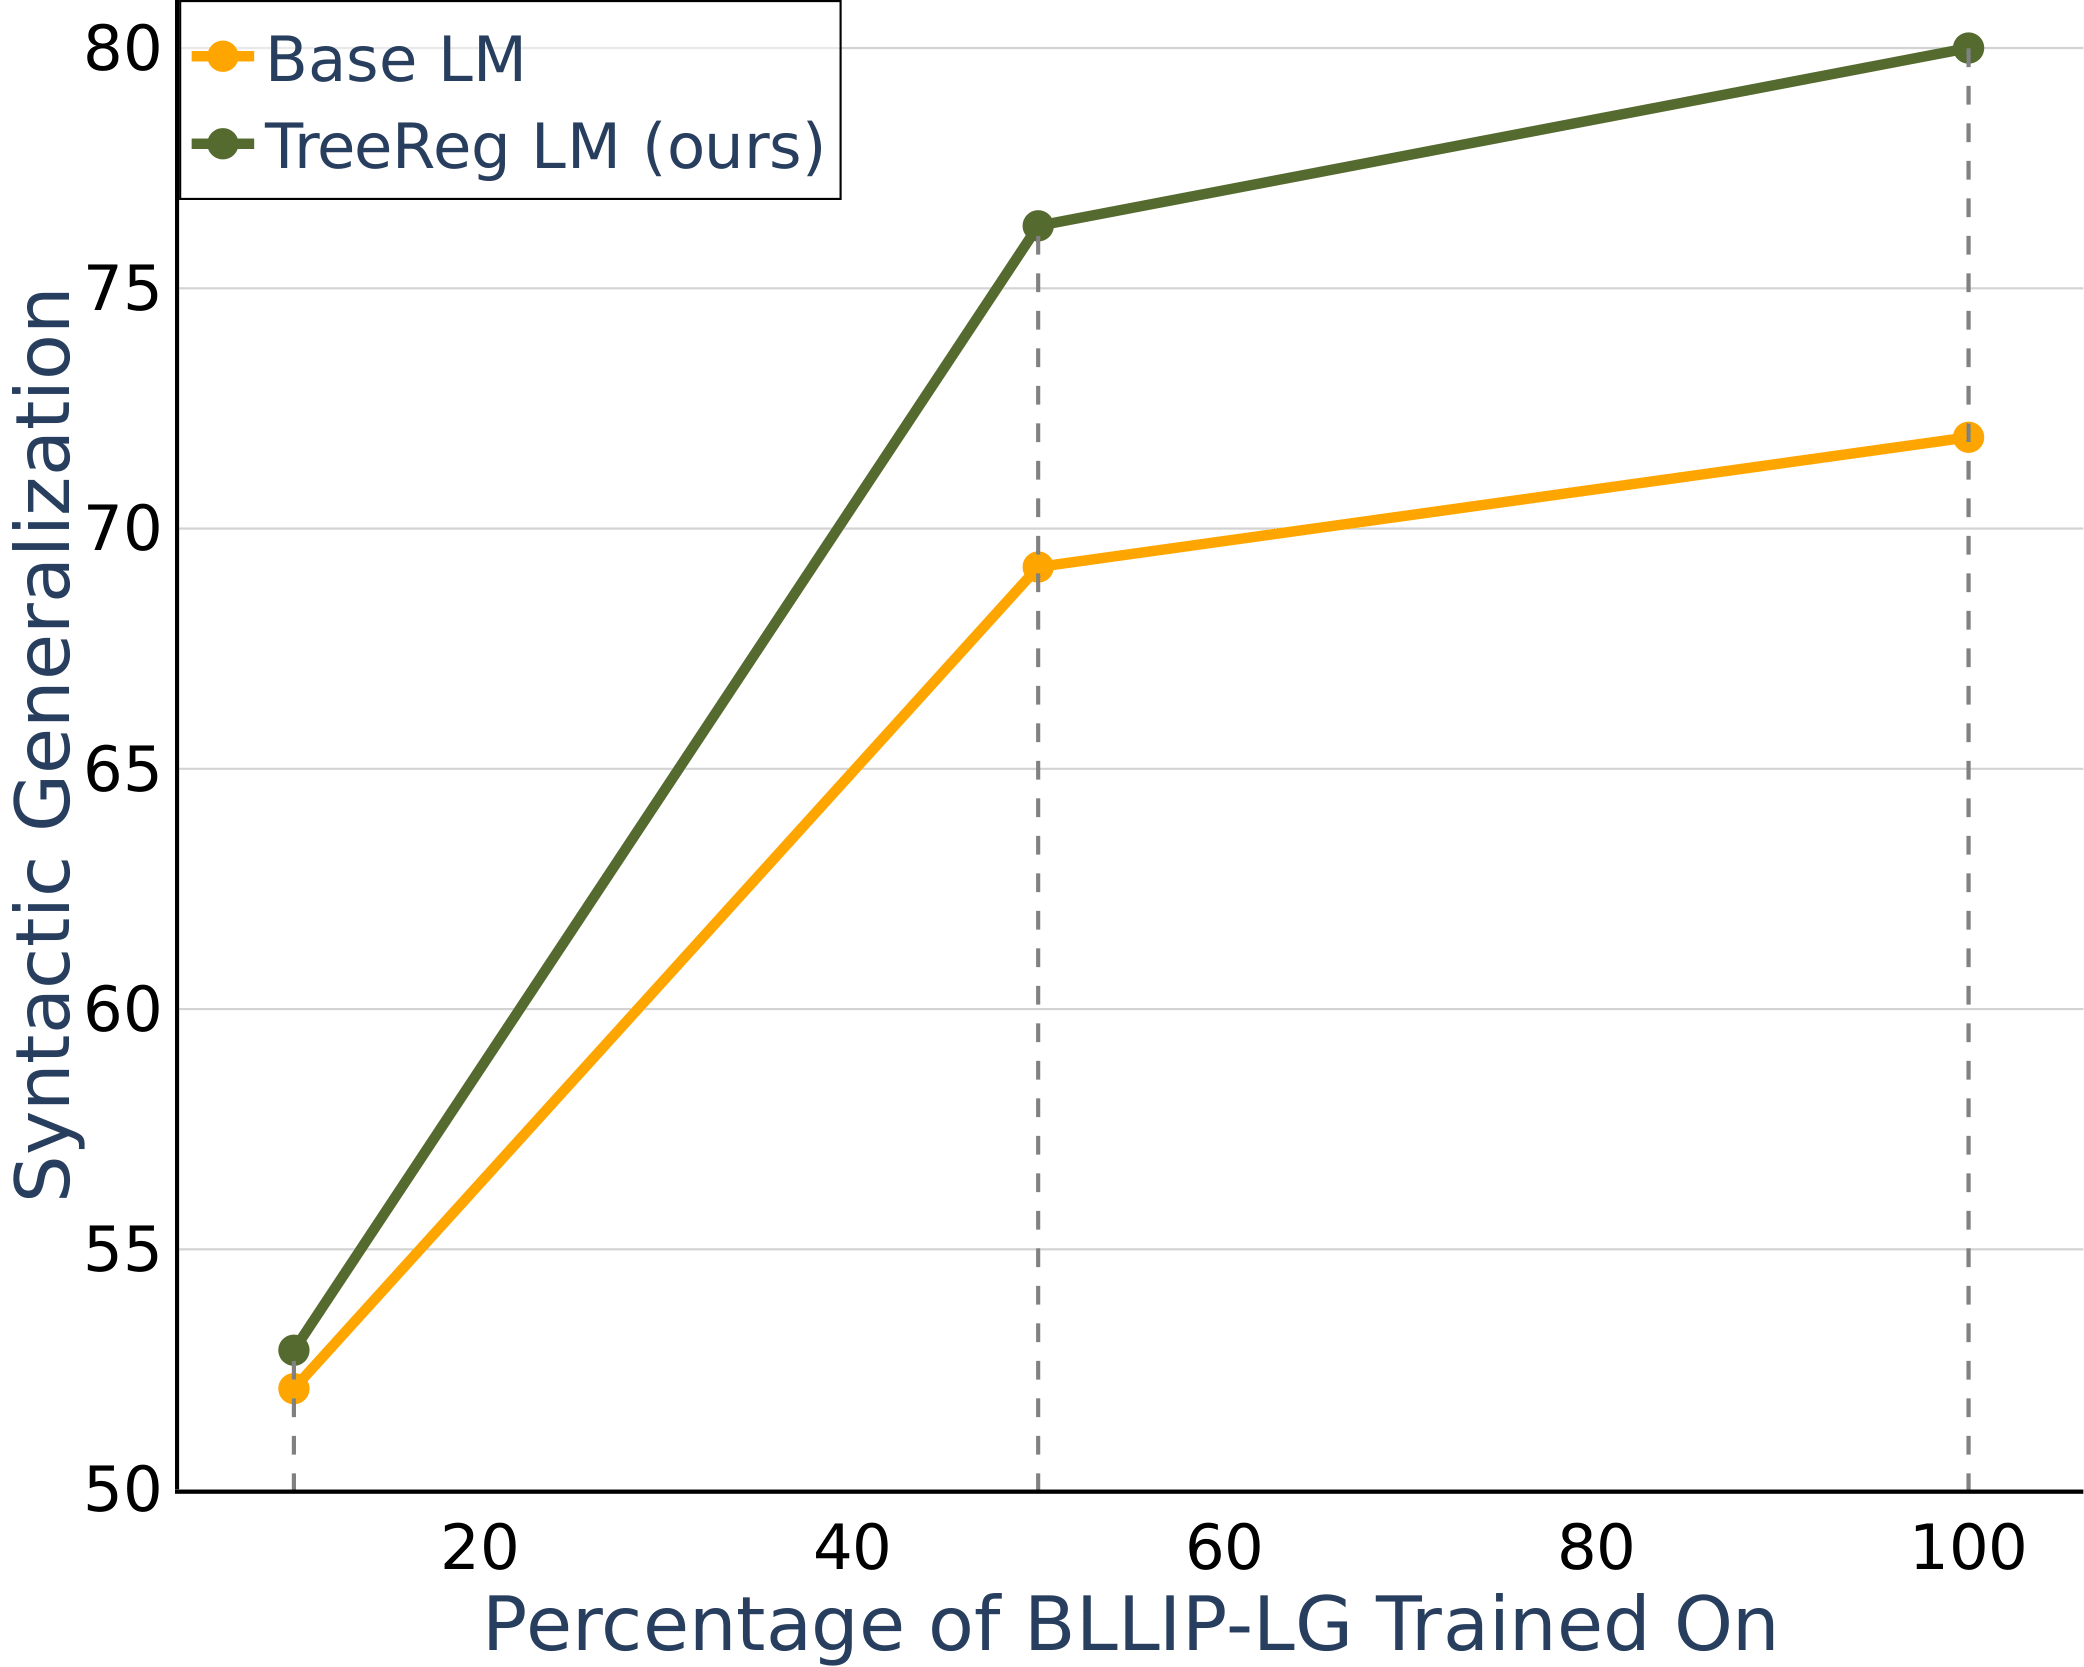 Base LM
TreeReg LM (ours)
Syntactic Generalization
80
75
70
65
60
55
50
20 40 60 80 100
Percentage of BLLIP-LG Trained On